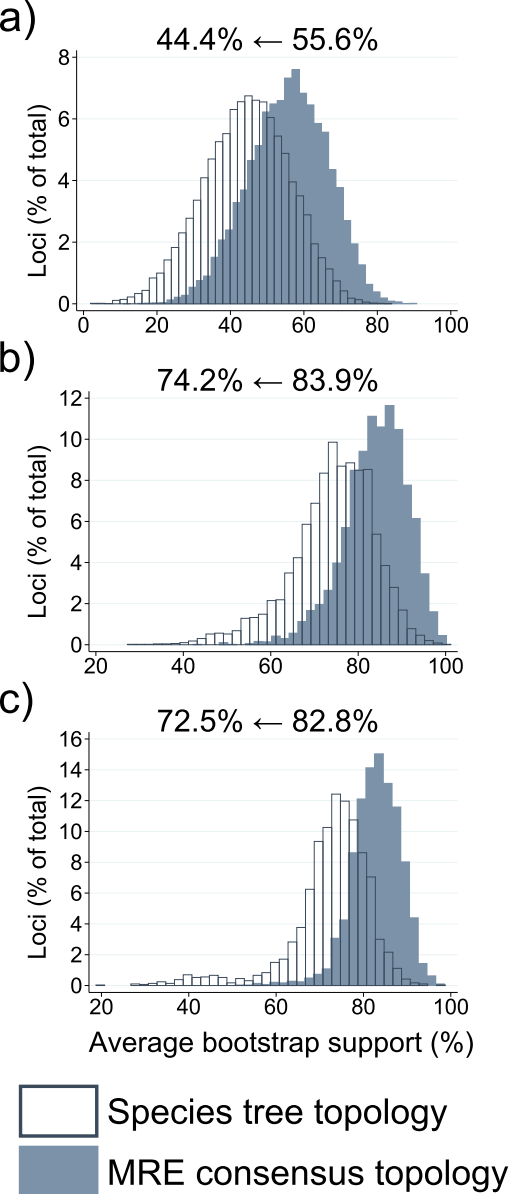 a)
44.4% ← 55.6%
Loci (% of total)
8
6
4
2
0
0 20 40 60 80 100
b)
74.2% ← 83.9%
Loci (% of total)
12
10
8
6
4
2
0
20 40 60 80 100
c)
72.5% ← 82.8%
Loci (% of total)
16
14
12
10
8
6
4
2
0
20 40 60 80 100
Average bootstrap support (%)
Species tree topology
MRE consensus topology